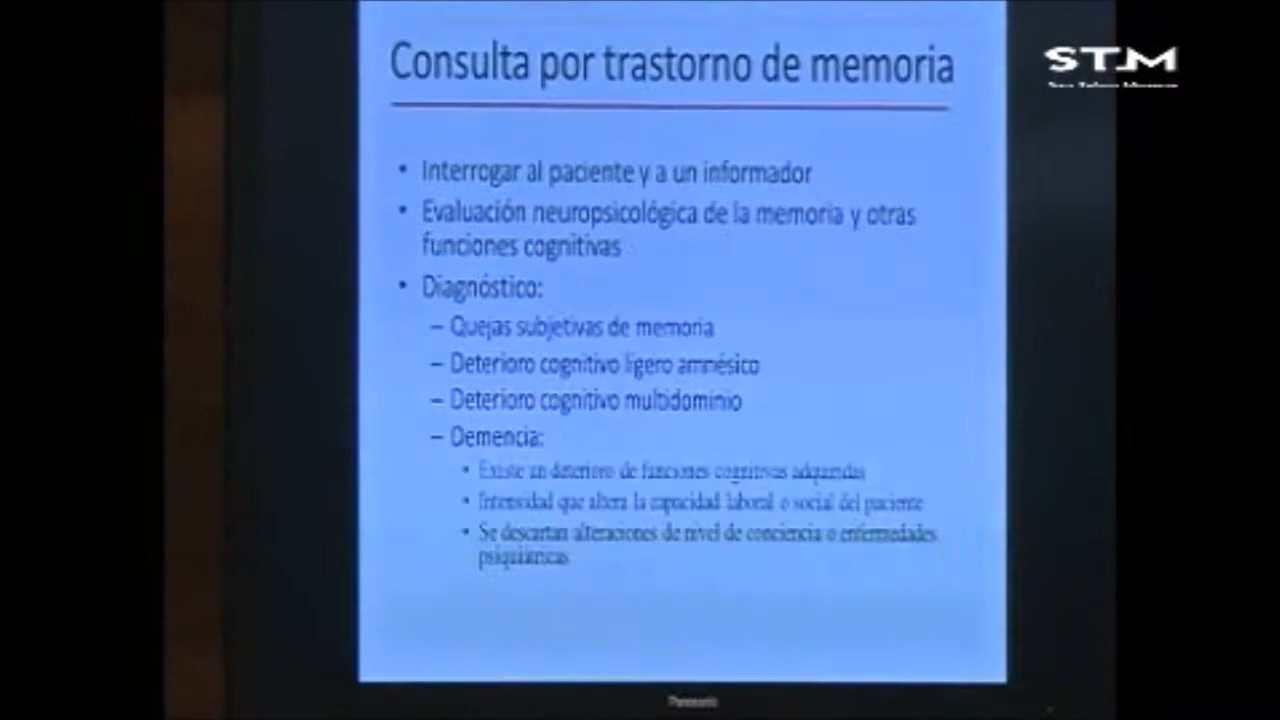 Consulta por trastorno de memoria
STM
• Interrogar al paciente y a un informador
• Evaluación neuropsicológica de la memoria y otras
funciones cognitivas
• Diagnóstico:
– Quejas subjetivas de memoria
– Deterioro cognitivo ligero amnésico
– Deterioro cognitivo multidominio
– Demencia:
• Existe un deterioro de funciones cognitivas adquiridas
• Intensidad que altera la capacidad laboral o social del paciente
• Se descartan alteraciones de nivel de conciencia o enfermedades
psiquiátricas
Panasonic